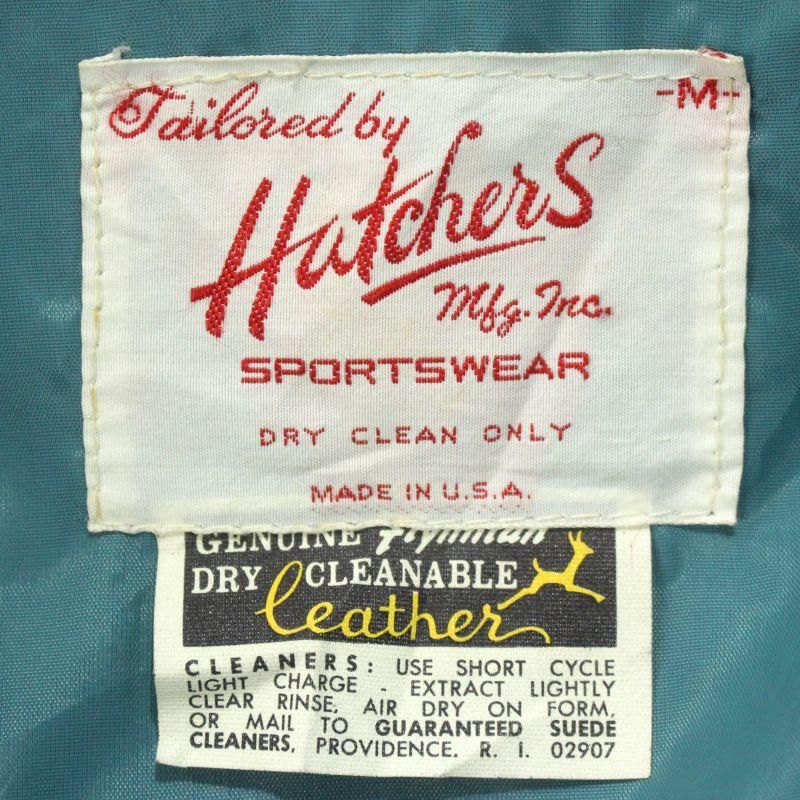 Tailored by
-M-
Hatchers
Mfg. Inc.
SPORTSWEAR
DRY CLEAN ONLY
MADE IN U.S.A.
GENUINE
DRY CLEANABLE
leather
CLEANERS: USE SHORT CYCLE
LIGHT CHARGE - EXTRACT LIGHTLY
CLEAR RINSE, AIR DRY ON FORM,
OR MAIL TO GUARANTEED SUEDE
CLEANERS, PROVIDENCE, R. I. 02907